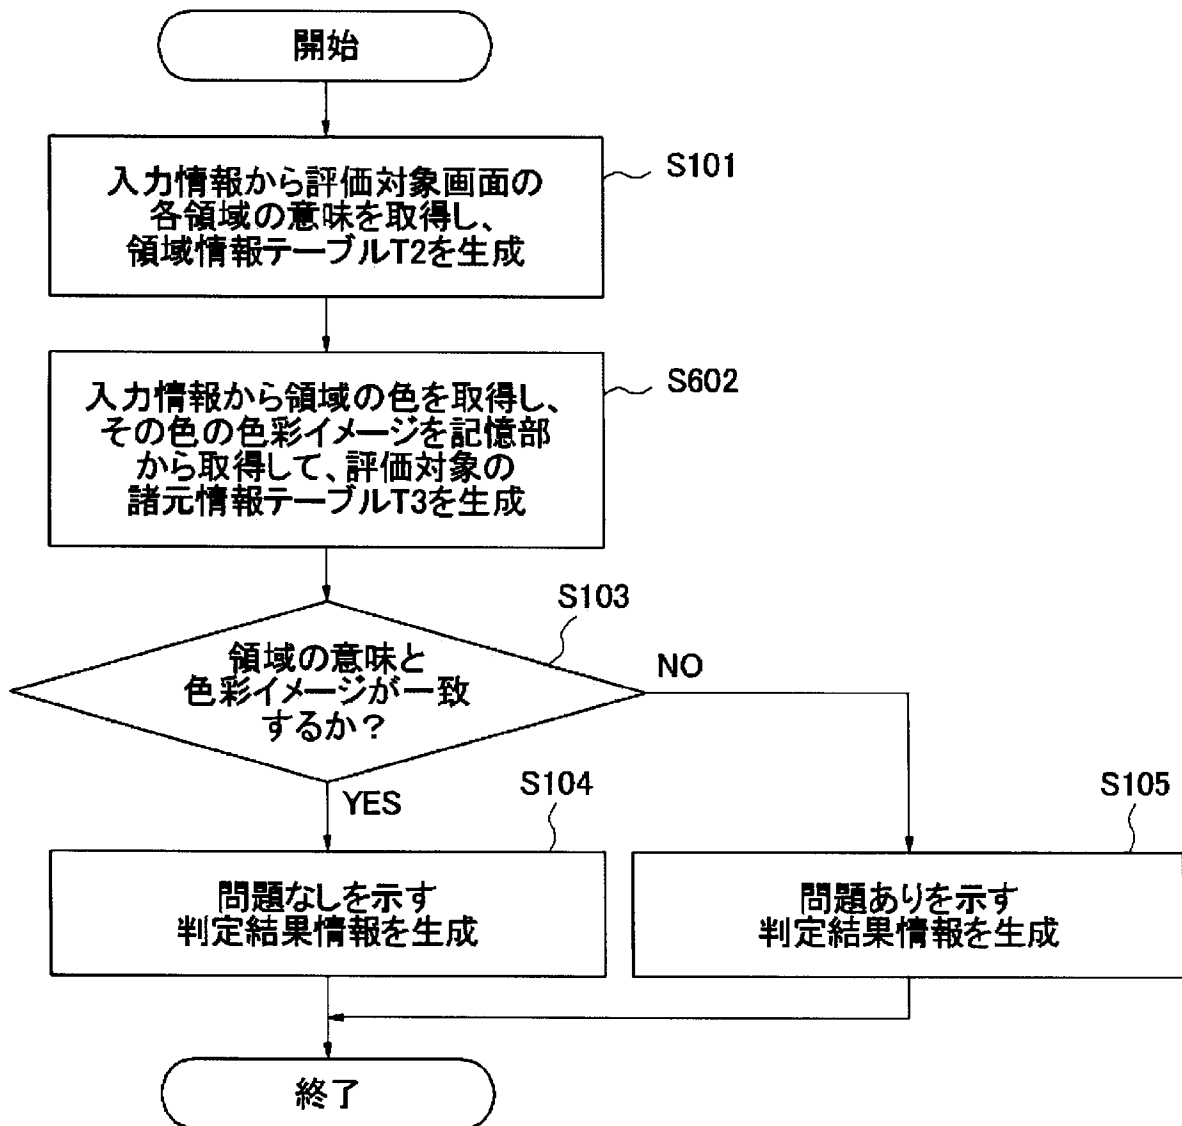 開始
S101
入力情報から評価対象画面の
各領域の意味を取得し、
領域情報テーブルT2を生成
S602
入力情報から領域の色を取得し、
その色の色彩イメージを記憶部
から取得して、評価対象の
諸元情報テーブルT3を生成
S103
領域の意味と
色彩イメージが一致
するか？
NO
YES
S104
問題なしを示す
判定結果情報を生成
S105
問題ありを示す
判定結果情報を生成
終了